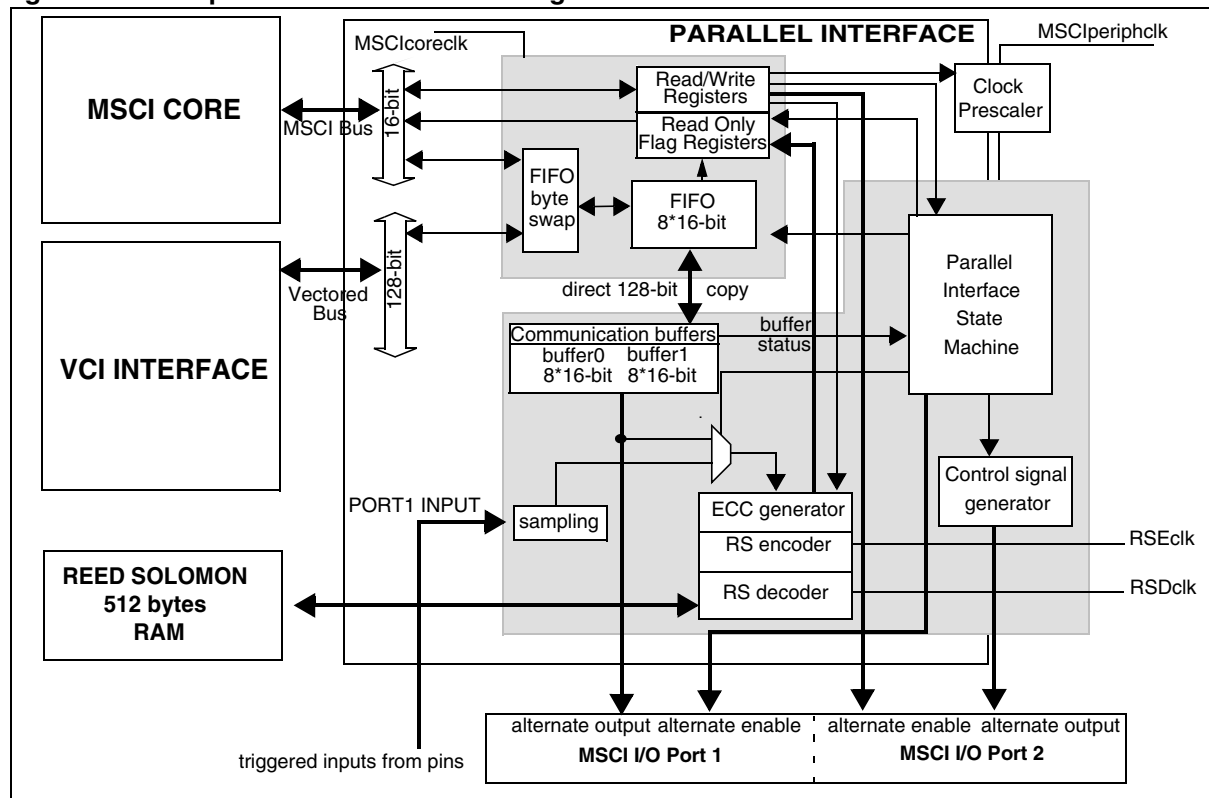 PARALLEL INTERFACE
MSCIcoreclk
MSCIperiphclk
MSCI CORE
MSCI Bus
16-bit
Read/Write
Registers
Read Only
Flag Registers
Clock
Prescaler
FIFO
byte
swap
FIFO
8*16-bit
VCI INTERFACE
Vectored
Bus
128-bit
direct 128-bit copy
Parallel
Interface
State
Machine
Communication buffers
buffer0 buffer1
8*16-bit 8*16-bit
buffer
status
PORT1 INPUT
sampling
ECC generator
RS encoder
RS decoder
Control signal
generator
RSEclk
RSDclk
REED SOLOMON
512 bytes
RAM
alternate output alternate enable
MSCI I/O Port 1
alternate enable alternate output
MSCI I/O Port 2
triggered inputs from pins